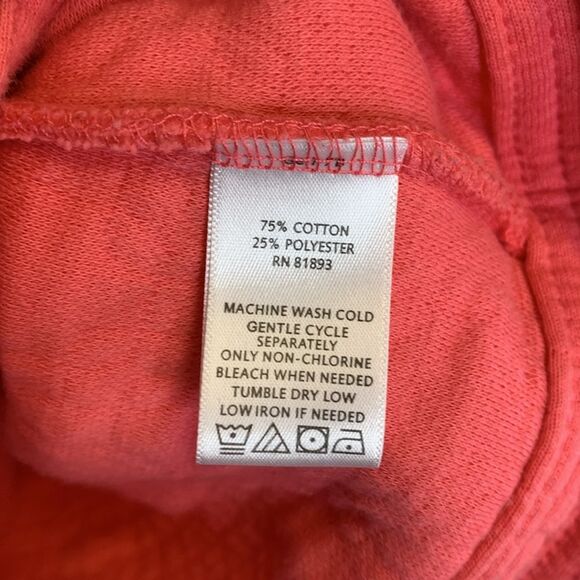 75% COTTON
25% POLYESTER
RN 81893
MACHINE WASH COLD
GENTLE CYCLE
SEPARATELY
ONLY NON-CHLORINE
BLEACH WHEN NEEDED
TUMBLE DRY LOW
LOW IRON IF NEEDED